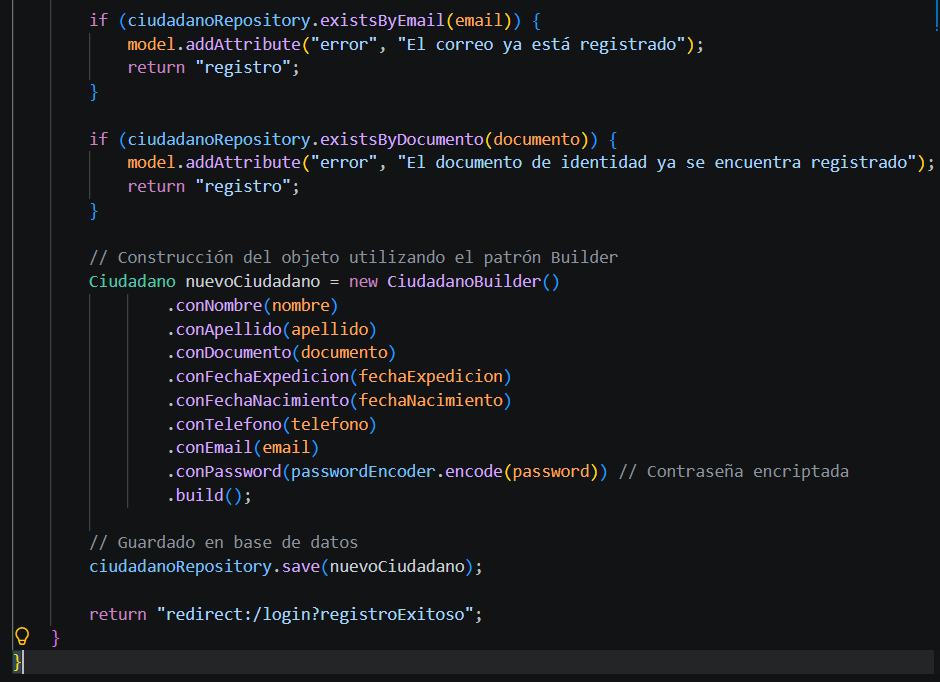 if (ciudadanoRepository.existsByEmail(email)) {
model.addAttribute("error", "El correo ya está registrado");
return "registro";
}
if (ciudadanoRepository.existsByDocumento(documento)) {
model.addAttribute("error", "El documento de identidad ya se encuentra registrado");
return "registro";
}
// Construcción del objeto utilizando el patrón Builder
Ciudadano nuevoCiudadano = new CiudadanoBuilder()
.conNombre(nombre)
.conApellido(apellido)
.conDocumento(documento)
.conFechaExpedicion(fechaExpedicion)
.conFechaNacimiento(fechaNacimiento)
.conTelefono(telefono)
.conEmail(email)
.conPassword(passwordEncoder.encode(password)) // Contraseña encriptada
.build();
// Guardado en base de datos
ciudadanoRepository.save(nuevoCiudadano);
return "redirect:/login?registroExitoso";
}
}